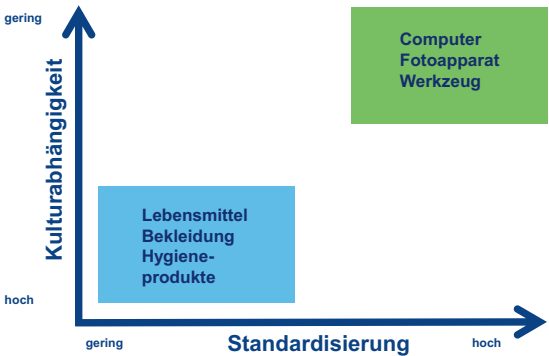 gering
Kulturabhängigkeit
Computer
Fotoapparat
Werkzeug
Lebensmittel
Bekleidung
Hygiene-
produkte
hoch
gering
Standardisierung
hoch